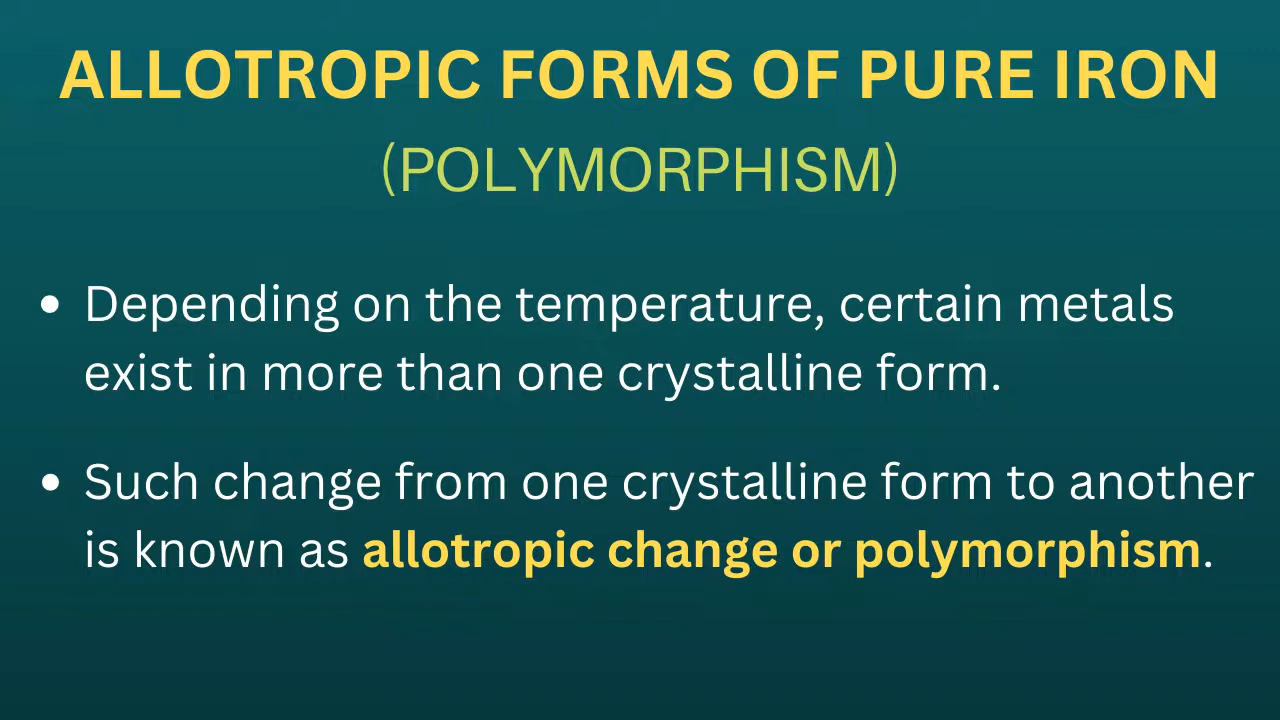 ALLOTROPIC FORMS OF PURE IRON
(POLYMORPHISM)
• Depending on the temperature, certain metals
exist in more than one crystalline form.
• Such change from one crystalline form to another
is known as allotropic change or polymorphism.